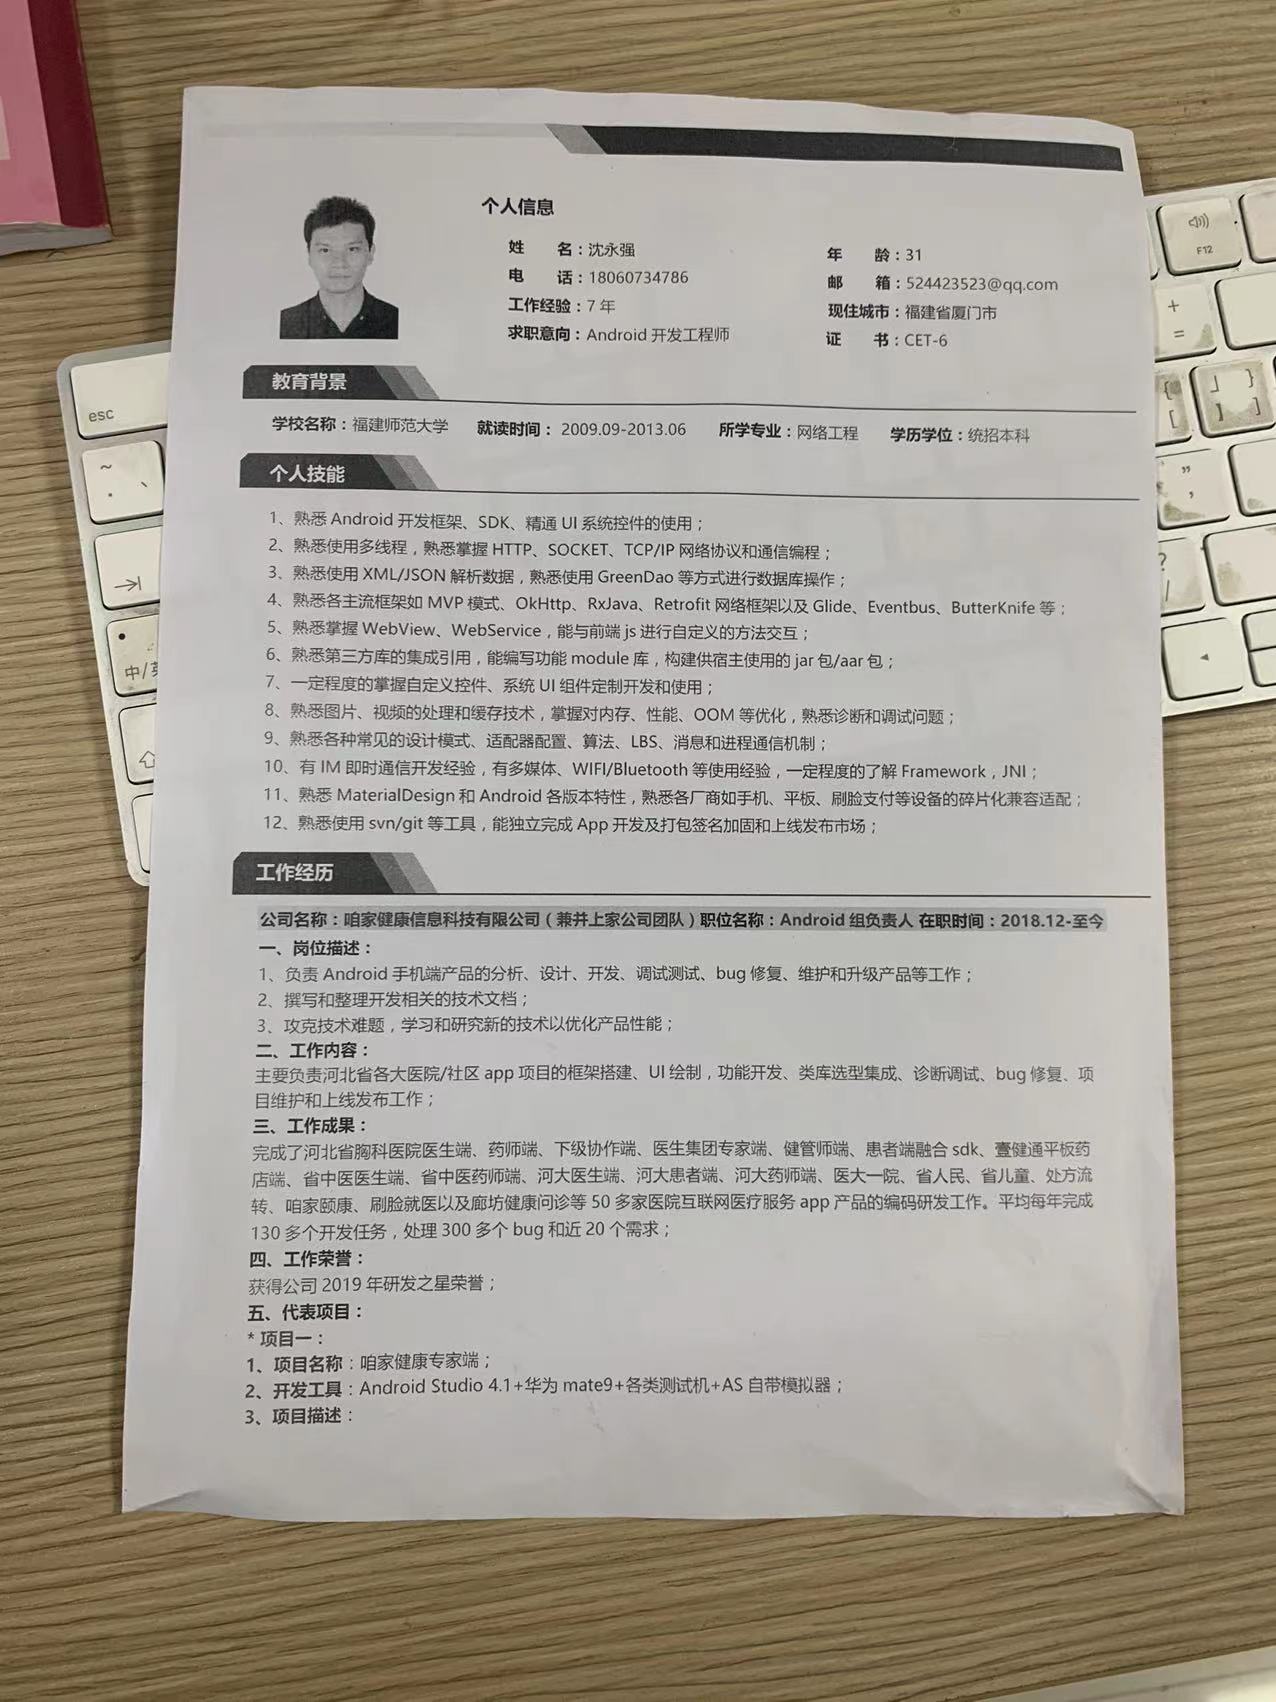 个人信息
姓 名：沈永强 年 龄：31
电 话：18060734786 邮 箱：524423523@qq.com
工作经验：7 年 现住城市：福建省厦门市
求职意向：Android 开发工程师 证 书：CET-6
教育背景
学校名称：福建师范大学 就读时间： 2009.09-2013.06 所学专业：网络工程 学历学位：统招本科
个人技能
1、熟悉 Android 开发框架、SDK、精通 UI 系统控件的使用；
2、熟悉使用多线程，熟悉掌握 HTTP、SOCKET、TCP/IP 网络协议和通信编程；
3、熟悉使用 XML/JSON 解析数据，熟悉使用 GreenDao 等方式进行数据库操作；
4、熟悉各主流框架如 MVP 模式、OkHttp、RxJava、Retrofit 网络框架以及 Glide、Eventbus、ButterKnife 等；
5、熟悉掌握 WebView、WebService，能与前端 js 进行自定义的方法交互；
6、熟悉第三方库的集成引用，能编写功能 module 库，构建供宿主使用的 jar 包/aar 包；
7、一定程度的掌握自定义控件、系统 UI 组件定制开发和使用；
8、熟悉图片、视频的处理和缓存技术，掌握对内存、性能、OOM 等优化，熟悉诊断和调试问题；
9、熟悉各种常见的设计模式、适配器配置、算法、LBS、消息和进程通信机制；
10、有 IM 即时通信开发经验，有多媒体、WIFI/Bluetooth 等使用经验，一定程度的了解 Framework，JNI；
11、熟悉 MaterialDesign 和 Android 各版本特性，熟悉各厂商如手机、平板、刷脸支付等设备的碎片化兼容适配；
12、熟悉使用 svn/git 等工具，能独立完成 App 开发及打包签名加固和上线发布市场；
工作经历
公司名称：咱家健康信息科技有限公司（兼并上家公司团队）职位名称：Android 组负责人 在职时间：2018.12-至今
一、岗位描述：
1、负责 Android 手机端产品的分析、设计、开发、调试测试、bug 修复、维护和升级产品等工作；
2、撰写和整理开发相关的技术文档；
3、攻克技术难题，学习和研究新的技术以优化产品性能；
二、工作内容：
主要负责河北省各大医院/社区 app 项目的框架搭建、UI 绘制，功能开发、类库选型集成、诊断调试、bug 修复、项
目维护和上线发布工作；
三、工作成果：
完成了河北省胸科医院医生端、药师端、下级协作端、医生集团专家端、健管师端、患者端融合 sdk、壹健通平板药
店端、省中医医生端、省中医药师端、河大医生端、河大患者端、河大药师端、医大一院、省人民、省儿童、处方流
转、咱家颐康、刷脸就医以及廊坊健康问诊等 50 多家医院互联网医疗服务 app 产品的编码研发工作。平均每年完成
130 多个开发任务，处理 300 多个 bug 和近 20 个需求；
四、工作荣誉：
获得公司 2019 年研发之星荣誉；
五、代表项目：
* 项目一：
1、项目名称：咱家健康专家端；
2、开发工具：Android Studio 4.1+华为 mate9+各类测试机+AS 自带模拟器；
3、项目描述：
esc
中/英
F12